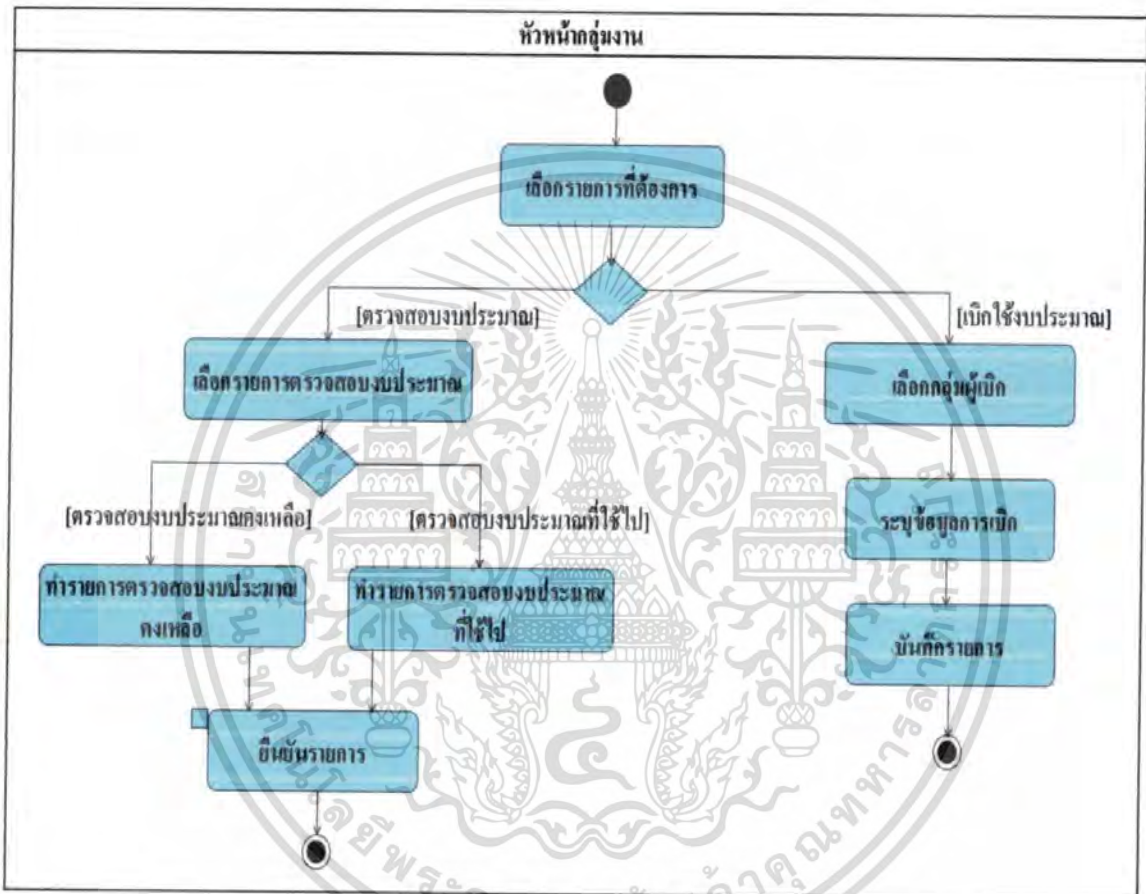 หัวหน้ากลุ่มงาน
เลือกรายการที่ต้องการ
[ตรวจสอบงบประมาณ]
[เบิกใช้งบประมาณ]
เลือกรายการตรวจสอบงบประมาณ
เลือกกลุ่มผู้เบิก
[ตรวจสอบงบประมาณคงเหลือ]
[ตรวจสอบงบประมาณที่ใช้ไป]
ระบุข้อมูลการเบิก
ทำรายการตรวจสอบงบประมาณ
คงเหลือ
ทำรายการตรวจสอบงบประมาณ
ที่ใช้ไป
บันทึกรายการ
ยืนยันรายการ